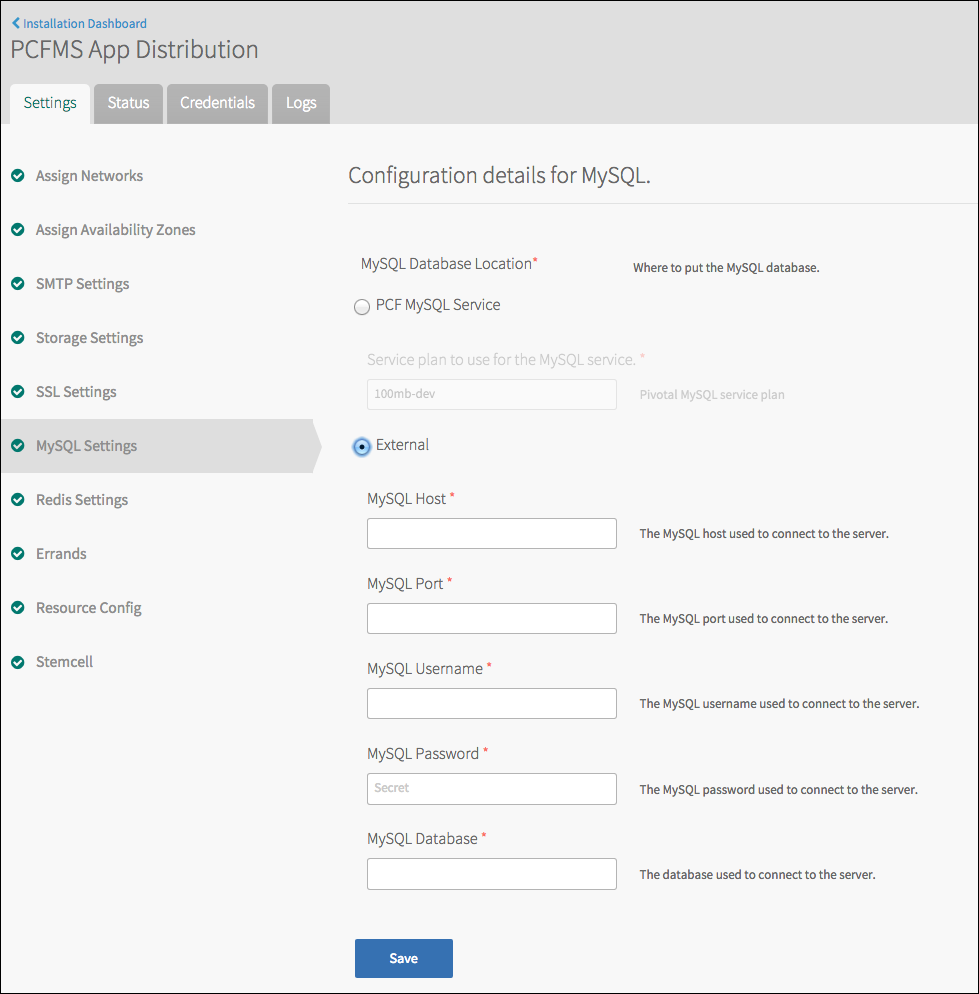 Installation Dashboard
PCFMS App Distribution
Settings
Status
Credentials
Logs
Assign Networks
Assign Availability Zones
SMTP Settings
Storage Settings
SSL Settings
MySQL Settings
Redis Settings
Errands
Resource Config
Stemcell
Configuration details for MySQL.
MySQL Database Location*
Where to put the MySQL database.
PCF MySQL Service
Service plan to use for the MySQL service. *
100mb-dev
Pivotal MySQL service plan
External
MySQL Host *
The MySQL host used to connect to the server.
MySQL Port *
The MySQL port used to connect to the server.
MySQL Username *
The MySQL username used to connect to the server.
MySQL Password *
Secret
The MySQL password used to connect to the server.
MySQL Database *
The database used to connect to the server.
Save